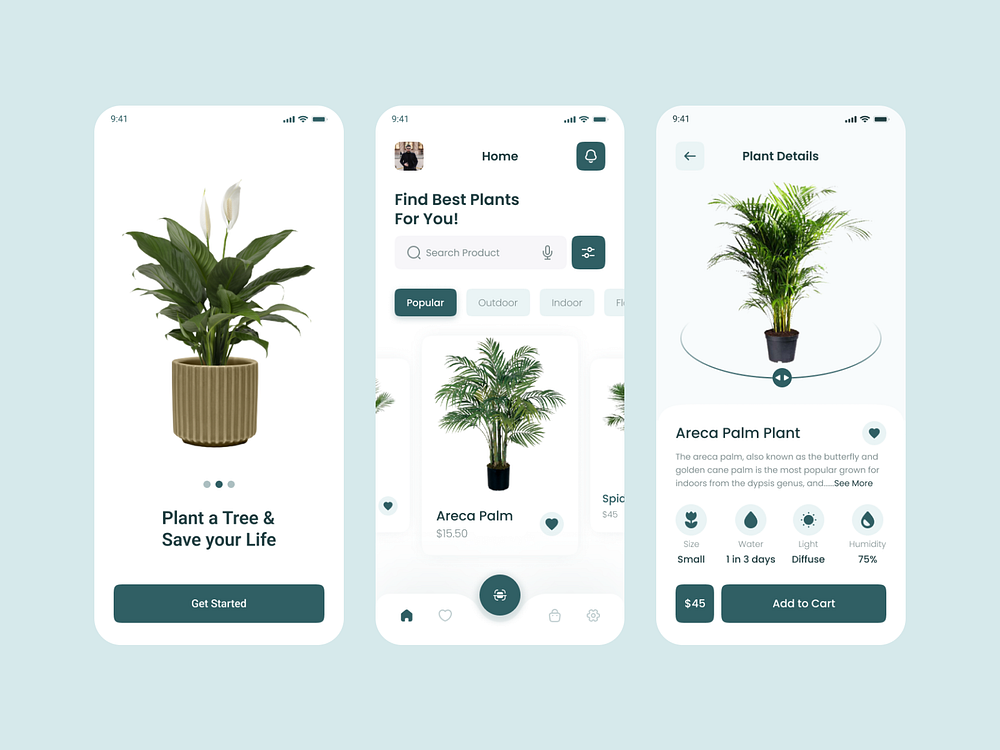 9:41
Plant a Tree &
Save your Life
Get Started
9:41
Home
Find Best Plants
For You!
Search Product
Popular
Outdoor
Indoor
Areca Palm
$15.50
$45
9:41
Plant Details
Areca Palm Plant
The areca palm, also known as the butterfly and
golden cane palm is the most popular grown for
indoors from the dypsis genus, and.....See More
Size
Water
Light
Humidity
Small
1 in 3 days
Diffuse
75%
$45
Add to Cart